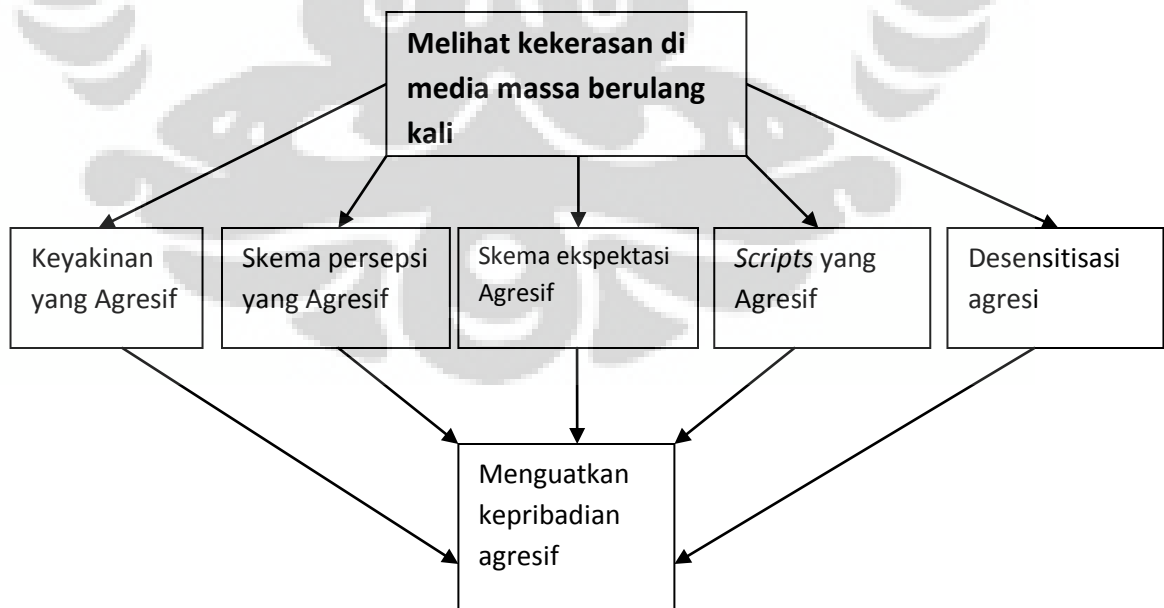 Melihat kekerasan di
media massa berulang
kali
Keyakinan
yang Agresif
Skema persepsi
yang Agresif
Skema ekspektasi
Agresif
Scripts yang
Agresif
Desensitisasi
agresi
Menguatkan
kepribadian
agresif